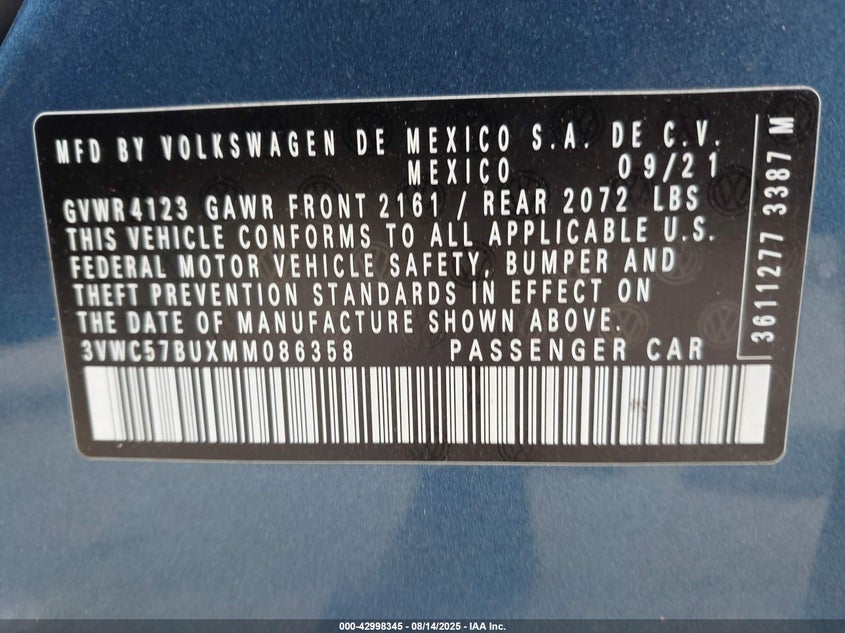 MFD BY VOLKSWAGEN DE MEXICO S.A. DE C.V.
MEXICO 09/21
GVWR4123 GAWR FRONT 2161 / REAR 2072 LBS
THIS VEHICLE CONFORMS TO ALL APPLICABLE U.S.
FEDERAL MOTOR VEHICLE SAFETY, BUMPER AND
THEFT PREVENTION STANDARDS IN EFFECT ON
THE DATE OF MANUFACTURE SHOWN ABOVE.
3VWC57BUXMM086358 PASSENGER CAR
3611277 3387 M
000-42998345 - 08/14/2025 - IAA Inc.